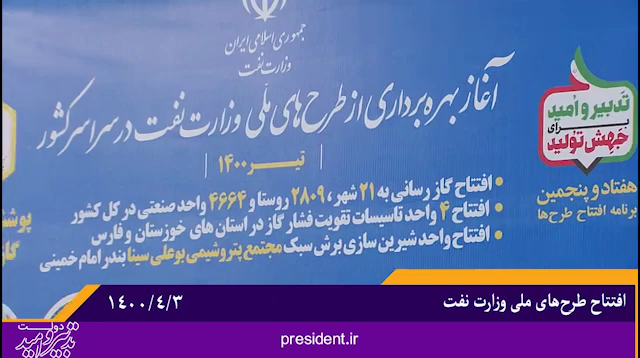 جمهوری اسلامی ایران
وزارت نفت
آغاز بهره برداری از طرح های ملی وزارت نفت در سراسر کشور
تیر ۱۴۰۰
افتتاح گاز رسانی به ۲۱ شهر، ۲۸۰۹ روستا و ۴۶۶۴ واحد صنعتی در کل کشور
افتتاح ۴ واحد تاسیسات تقویت فشار گاز در استان های خوزستان و فارس
افتتاح واحد شیرین سازی برش سبک مجتمع پتروشیمی بوعلی سینا بندر امام خمینی
تدبیر و امید
برای
جهش تولید
هفتاد و پنجمین
برنامه افتتاح طرح‌ها
افتتاح طرح‌های ملی وزارت نفت
۱۴۰۰/۴/۳
دولت
تدبیر و امید
president.ir